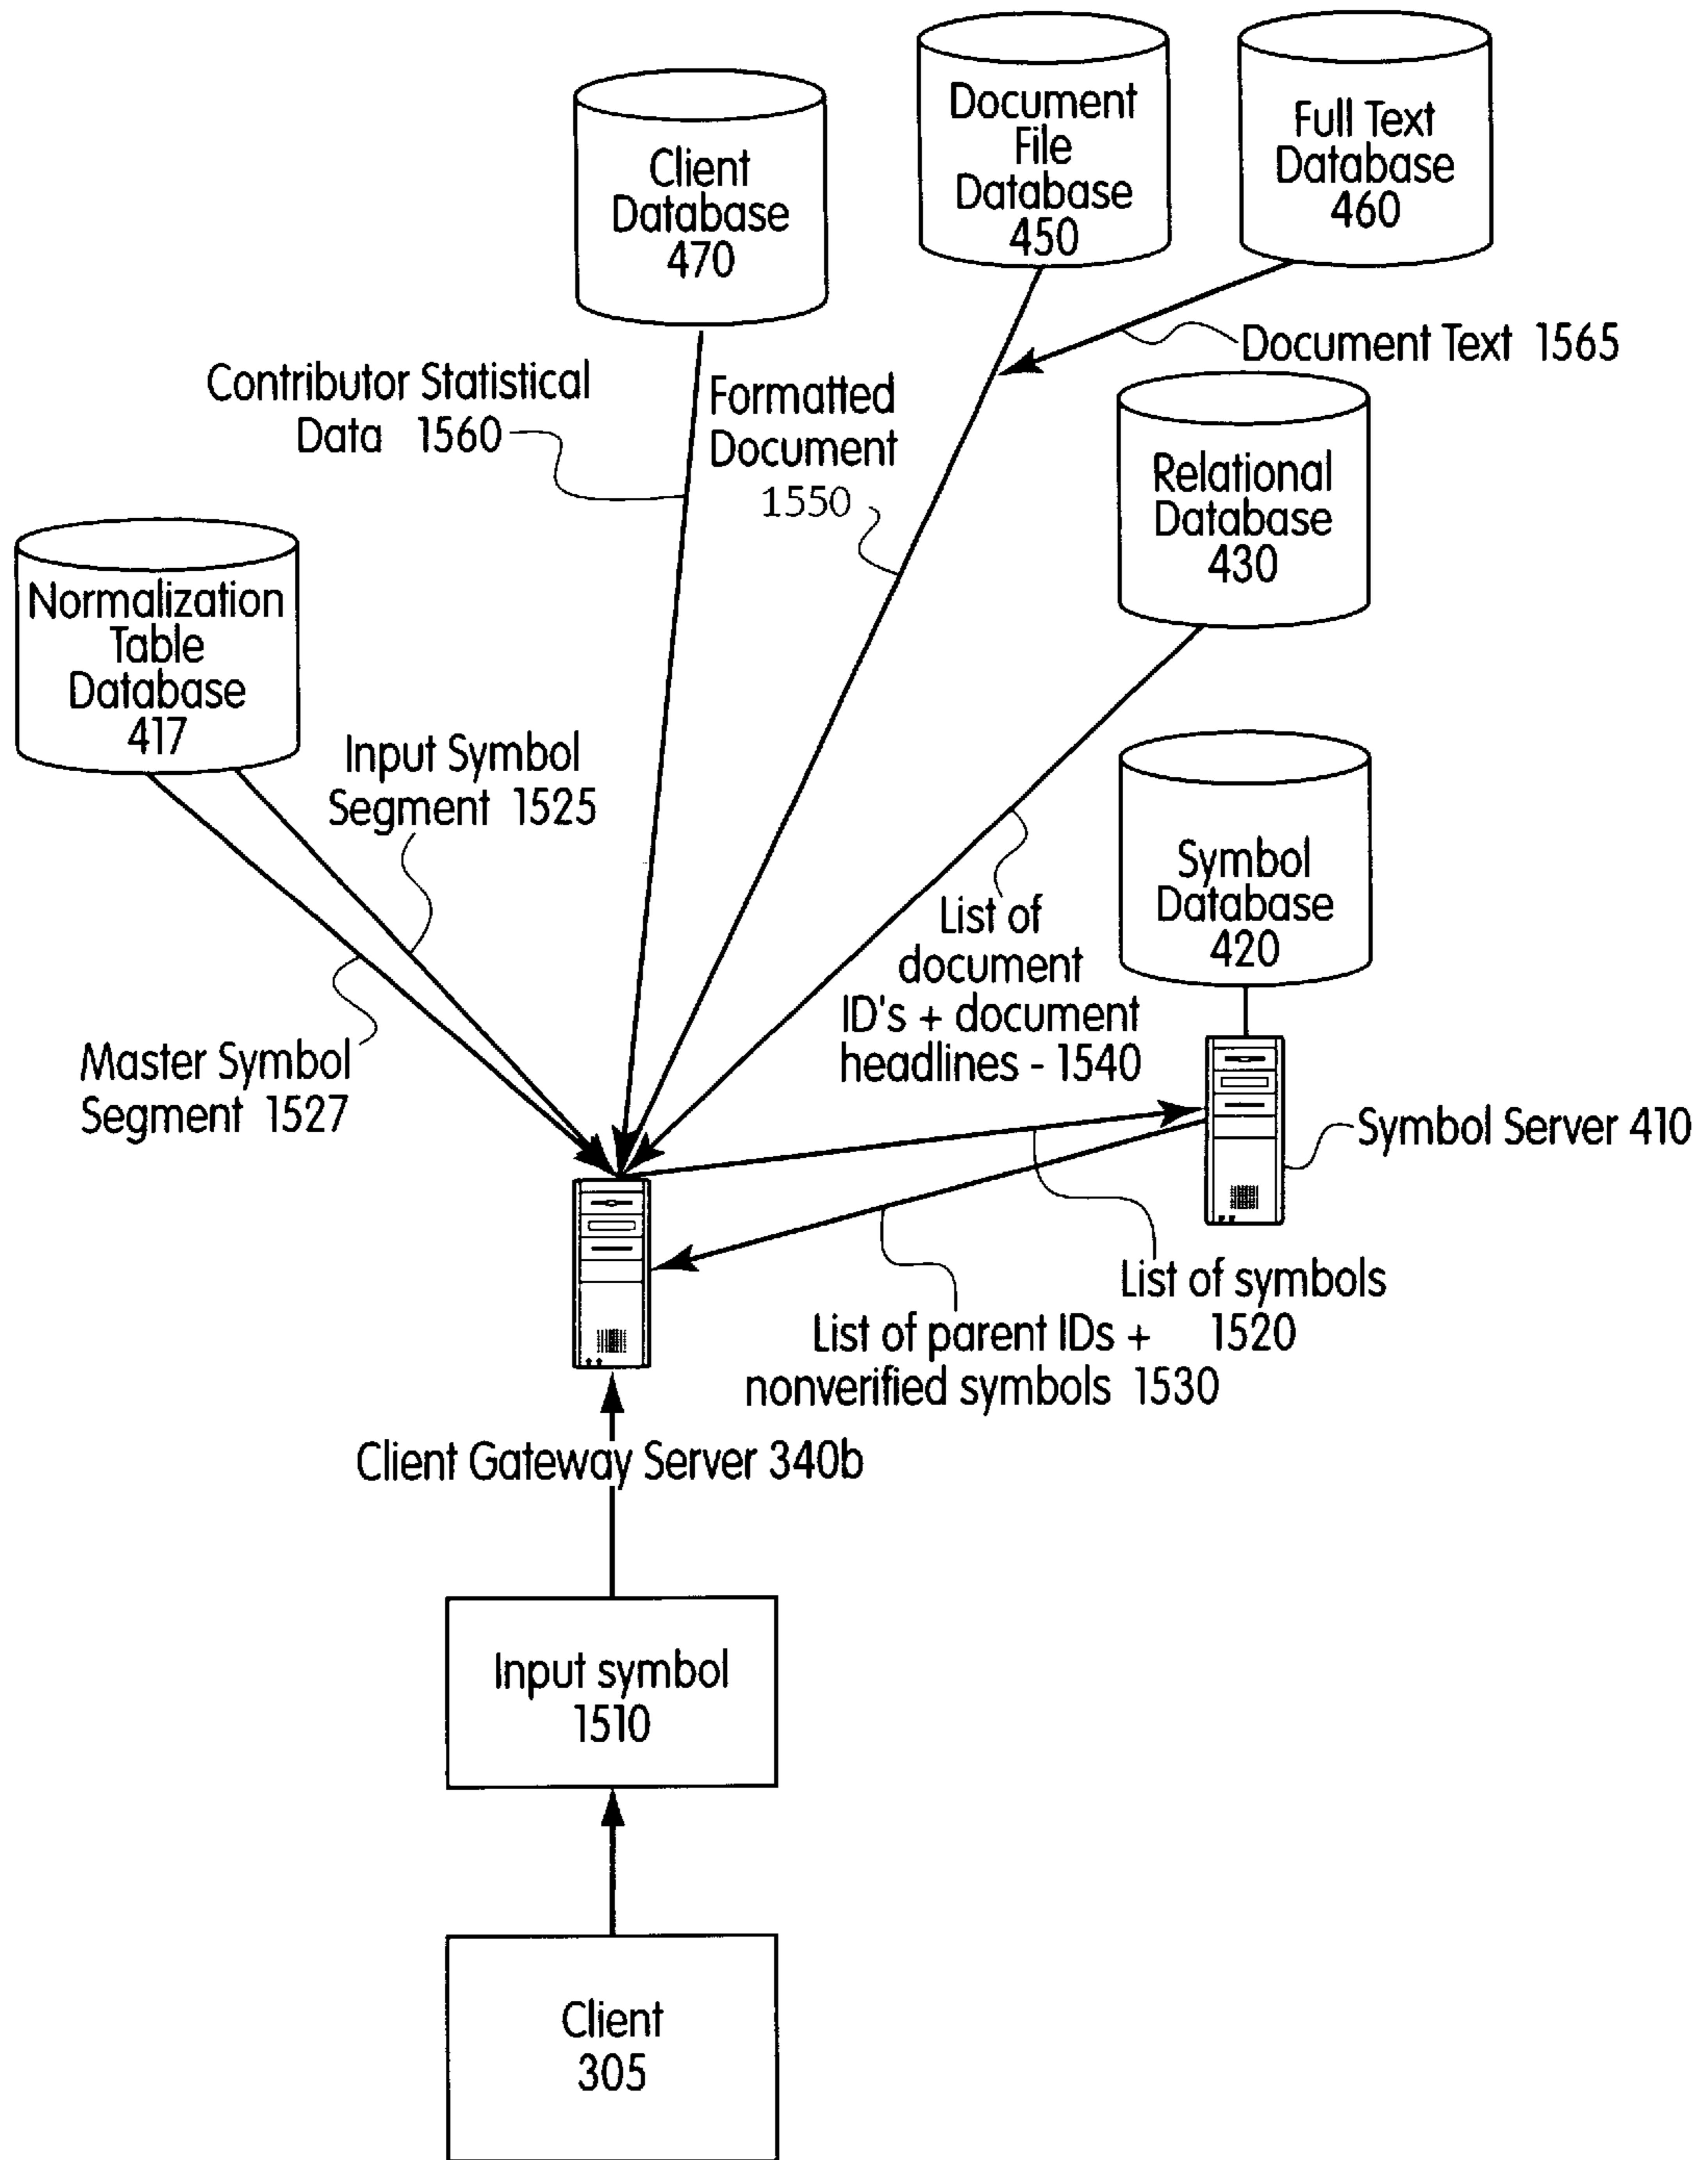 Document
File
Database
450
Full Text
Database
460
Client
Database
470
Document Text 1565
Contributor Statistical
Data 1560
Formatted
Document
1550
Relational
Database
430
Normalization
Table
Database
417
Input Symbol
Segment 1525
Symbol
Database
420
List of
document
ID's + document
headlines - 1540
Master Symbol
Segment 1527
Symbol Server 410
List of symbols
1520
List of parent IDs +
nonverified symbols 1530
Client Gateway Server 340b
Input symbol
1510
Client
305